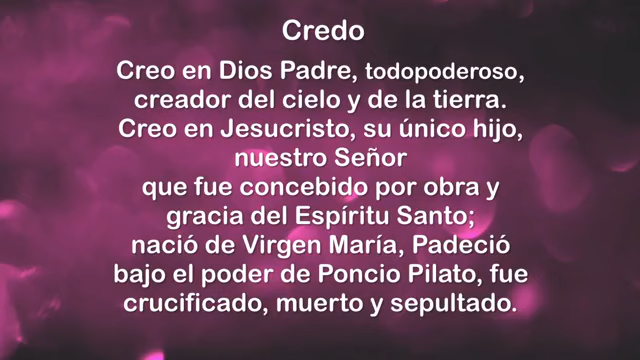 Credo
Creo en Dios Padre, todopoderoso,
creador del cielo y de la tierra.
Creo en Jesucristo, su único hijo,
nuestro Señor
que fue concebido por obra y
gracia del Espíritu Santo;
nació de Virgen María, Padeció
bajo el poder de Poncio Pilato, fue
crucificado, muerto y sepultado.